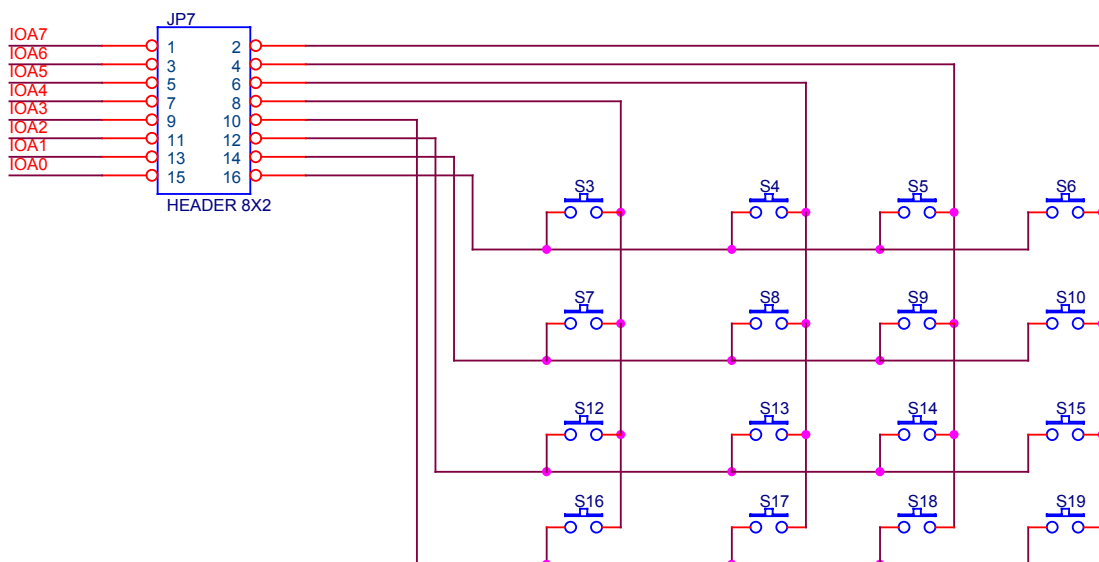 JP7
IOA7
1 2
IOA6
3 4
IOA5
5 6
IOA4
7 8
IOA3
9 10
IOA2
11 12
IOA1
13 14
IOA0
15 16
HEADER 8X2
S3 S4 S5 S6
S7 S8 S9 S10
S12 S13 S14 S15
S16 S17 S18 S19